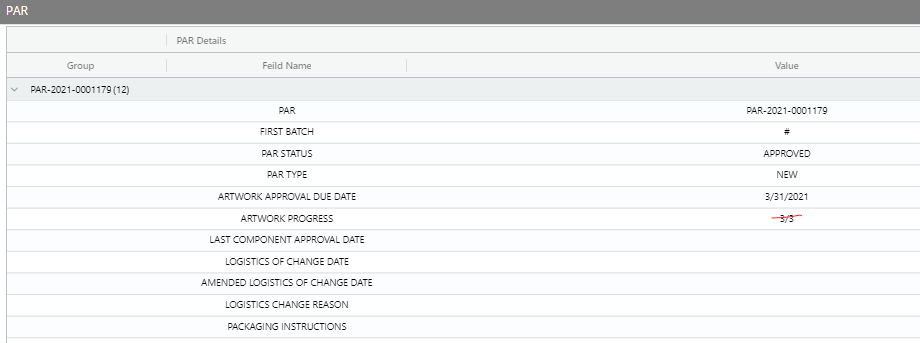 PAR
PAR Details
Group Feild Name Value
PAR-2021-0001179 (12)
PAR PAR-2021-0001179
FIRST BATCH #
PAR STATUS APPROVED
PAR TYPE NEW
ARTWORK APPROVAL DUE DATE 3/31/2021
ARTWORK PROGRESS 3/3
LAST COMPONENT APPROVAL DATE
LOGISTICS OF CHANGE DATE
AMENDED LOGISTICS OF CHANGE DATE
LOGISTICS CHANGE REASON
PACKAGING INSTRUCTIONS